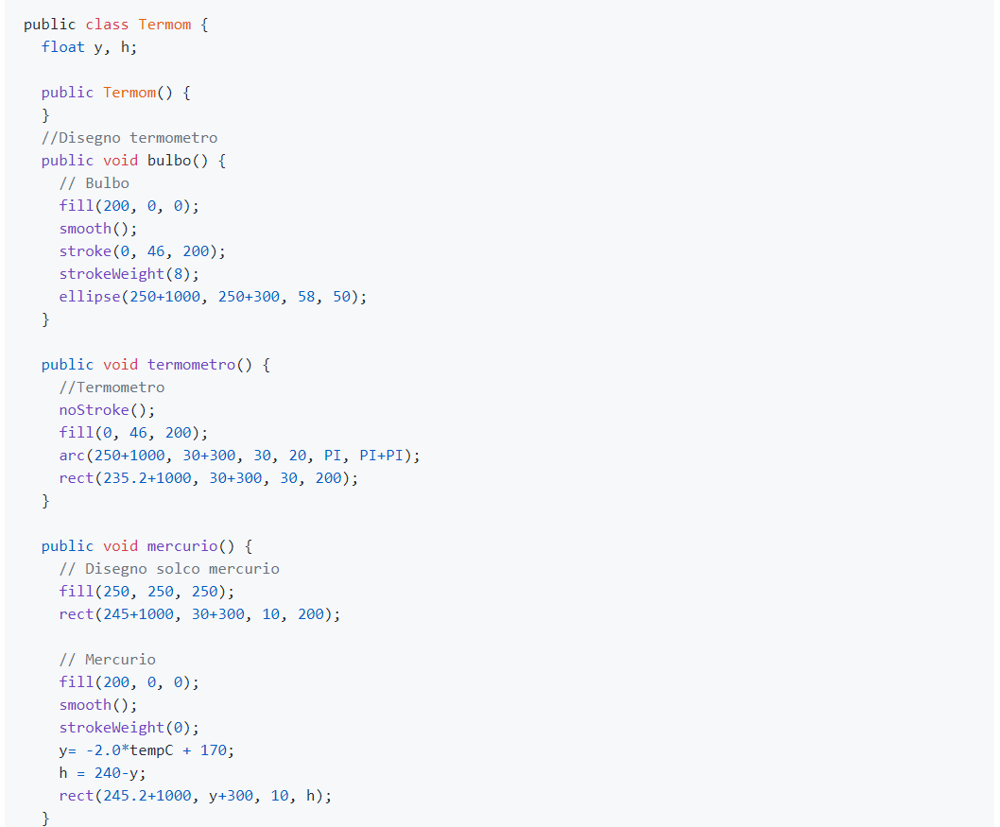 public class Termom {
  float y, h;

  public Termom() {
  }
  //Disegno termometro
  public void bulbo() {
    // Bulbo
    fill(200, 0, 0);
    smooth();
    stroke(0, 46, 200);
    strokeWeight(8);
    ellipse(250+1000, 250+300, 58, 50);
  }

  public void termometro() {
    //Termometro
    noStroke();
    fill(0, 46, 200);
    arc(250+1000, 30+300, 30, 20, PI, PI+PI);
    rect(235.2+1000, 30+300, 30, 200);
  }

  public void mercurio() {
    // Disegno solco mercurio
    fill(250, 250, 250);
    rect(245+1000, 30+300, 10, 200);

    // Mercurio
    fill(200, 0, 0);
    smooth();
    strokeWeight(0);
    y= -2.0*tempC + 170;
    h = 240-y;
    rect(245.2+1000, y+300, 10, h);
  }